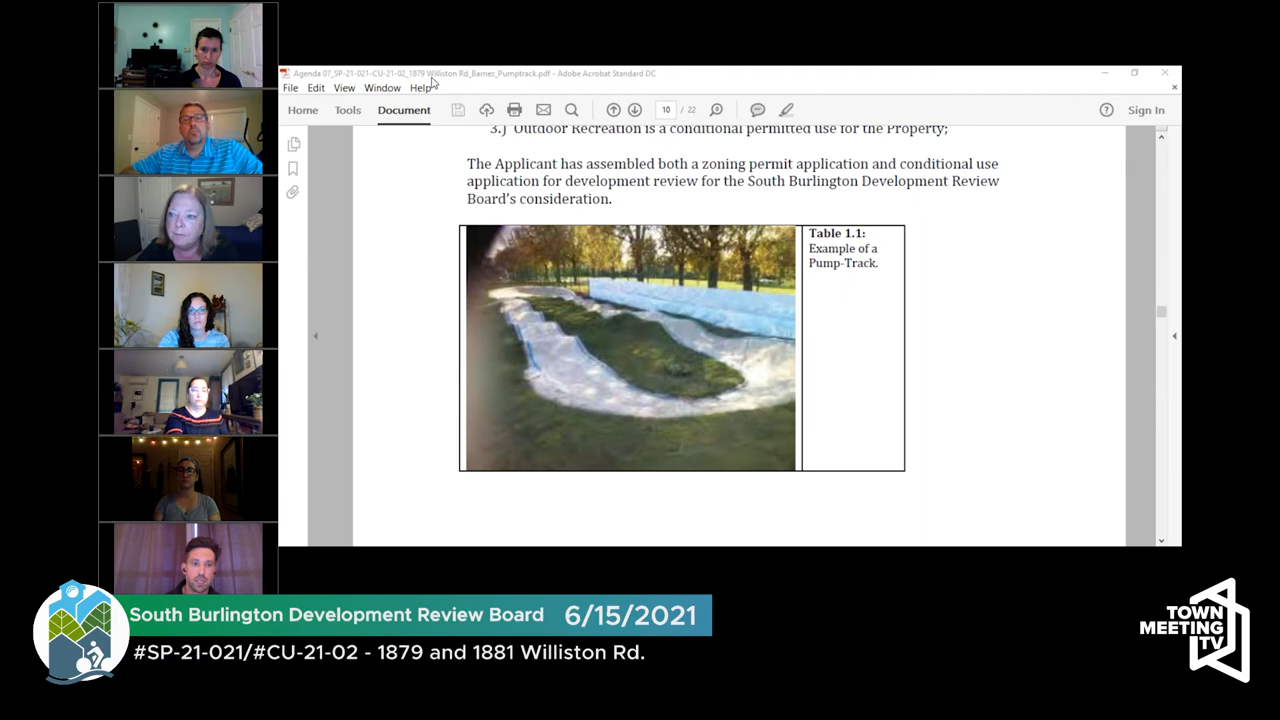 Agenda 07_SP-21-021-CU-21-02_1879 Williston Rd_Barnes_Pumptrack.pdf - Adobe Acrobat Standard DC
File Edit View Window Help
Home Tools Document 10 / 22 Sign In
3.) Outdoor Recreation is a conditional permitted use for the Property;
The Applicant has assembled both a zoning permit application and conditional use
application for development review for the South Burlington Development Review
Board's consideration.
Table 1.1:
Example of a
Pump-Track.
South Burlington Development Review Board 6/15/2021
#SP-21-021/#CU-21-02 - 1879 and 1881 Williston Rd.
TOWN
MEETING
TV